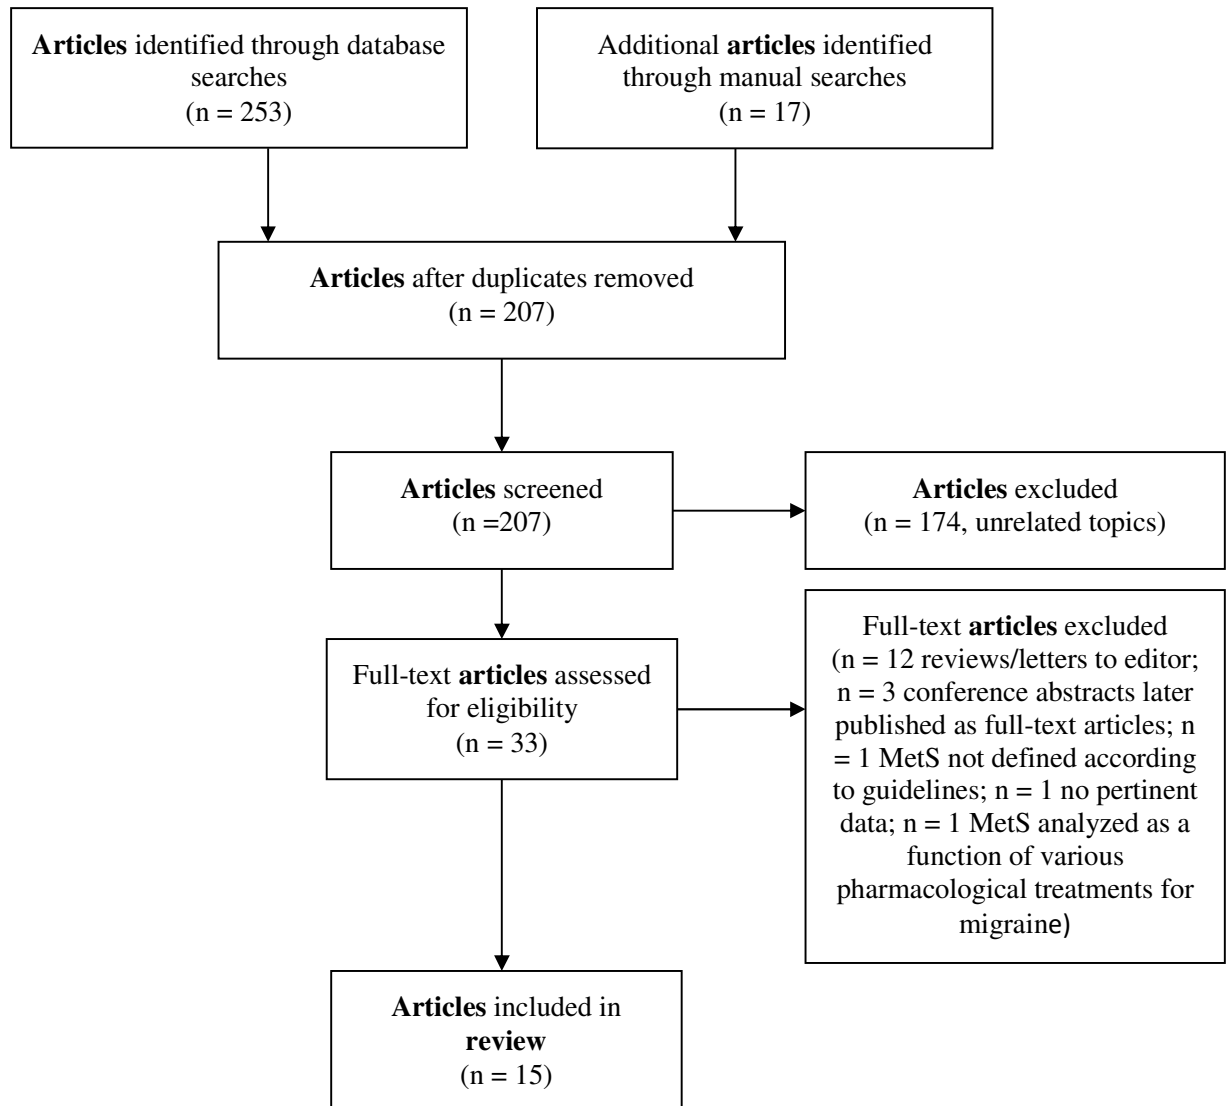 Articles identified through database
searches
(n = 253)
Additional articles identified
through manual searches
(n = 17)
Articles after duplicates removed
(n = 207)
Articles screened
(n =207)
Articles excluded
(n = 174, unrelated topics)
Full-text articles assessed
for eligibility
(n = 33)
Full-text articles excluded
(n = 12 reviews/letters to editor;
n = 3 conference abstracts later
published as full-text articles; n
= 1 MetS not defined according
to guidelines; n = 1 no pertinent
data; n = 1 MetS analyzed as a
function of various
pharmacological treatments for
migraine)
Articles included in
review
(n = 15)